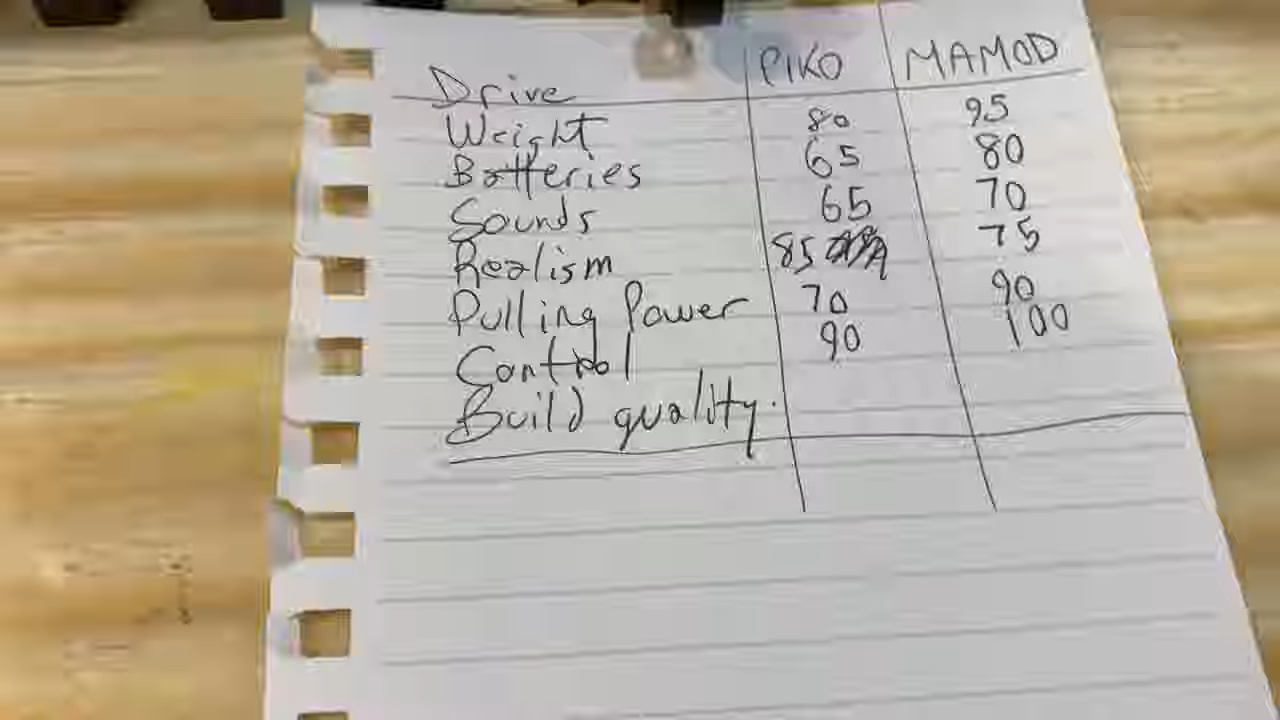 Drive PIKO MAMOD
Weight 80 95
Batteries 65 80
Sounds 65 70
Realism 85 75
Pulling Power 70 90
Control 90 100
Build quality.